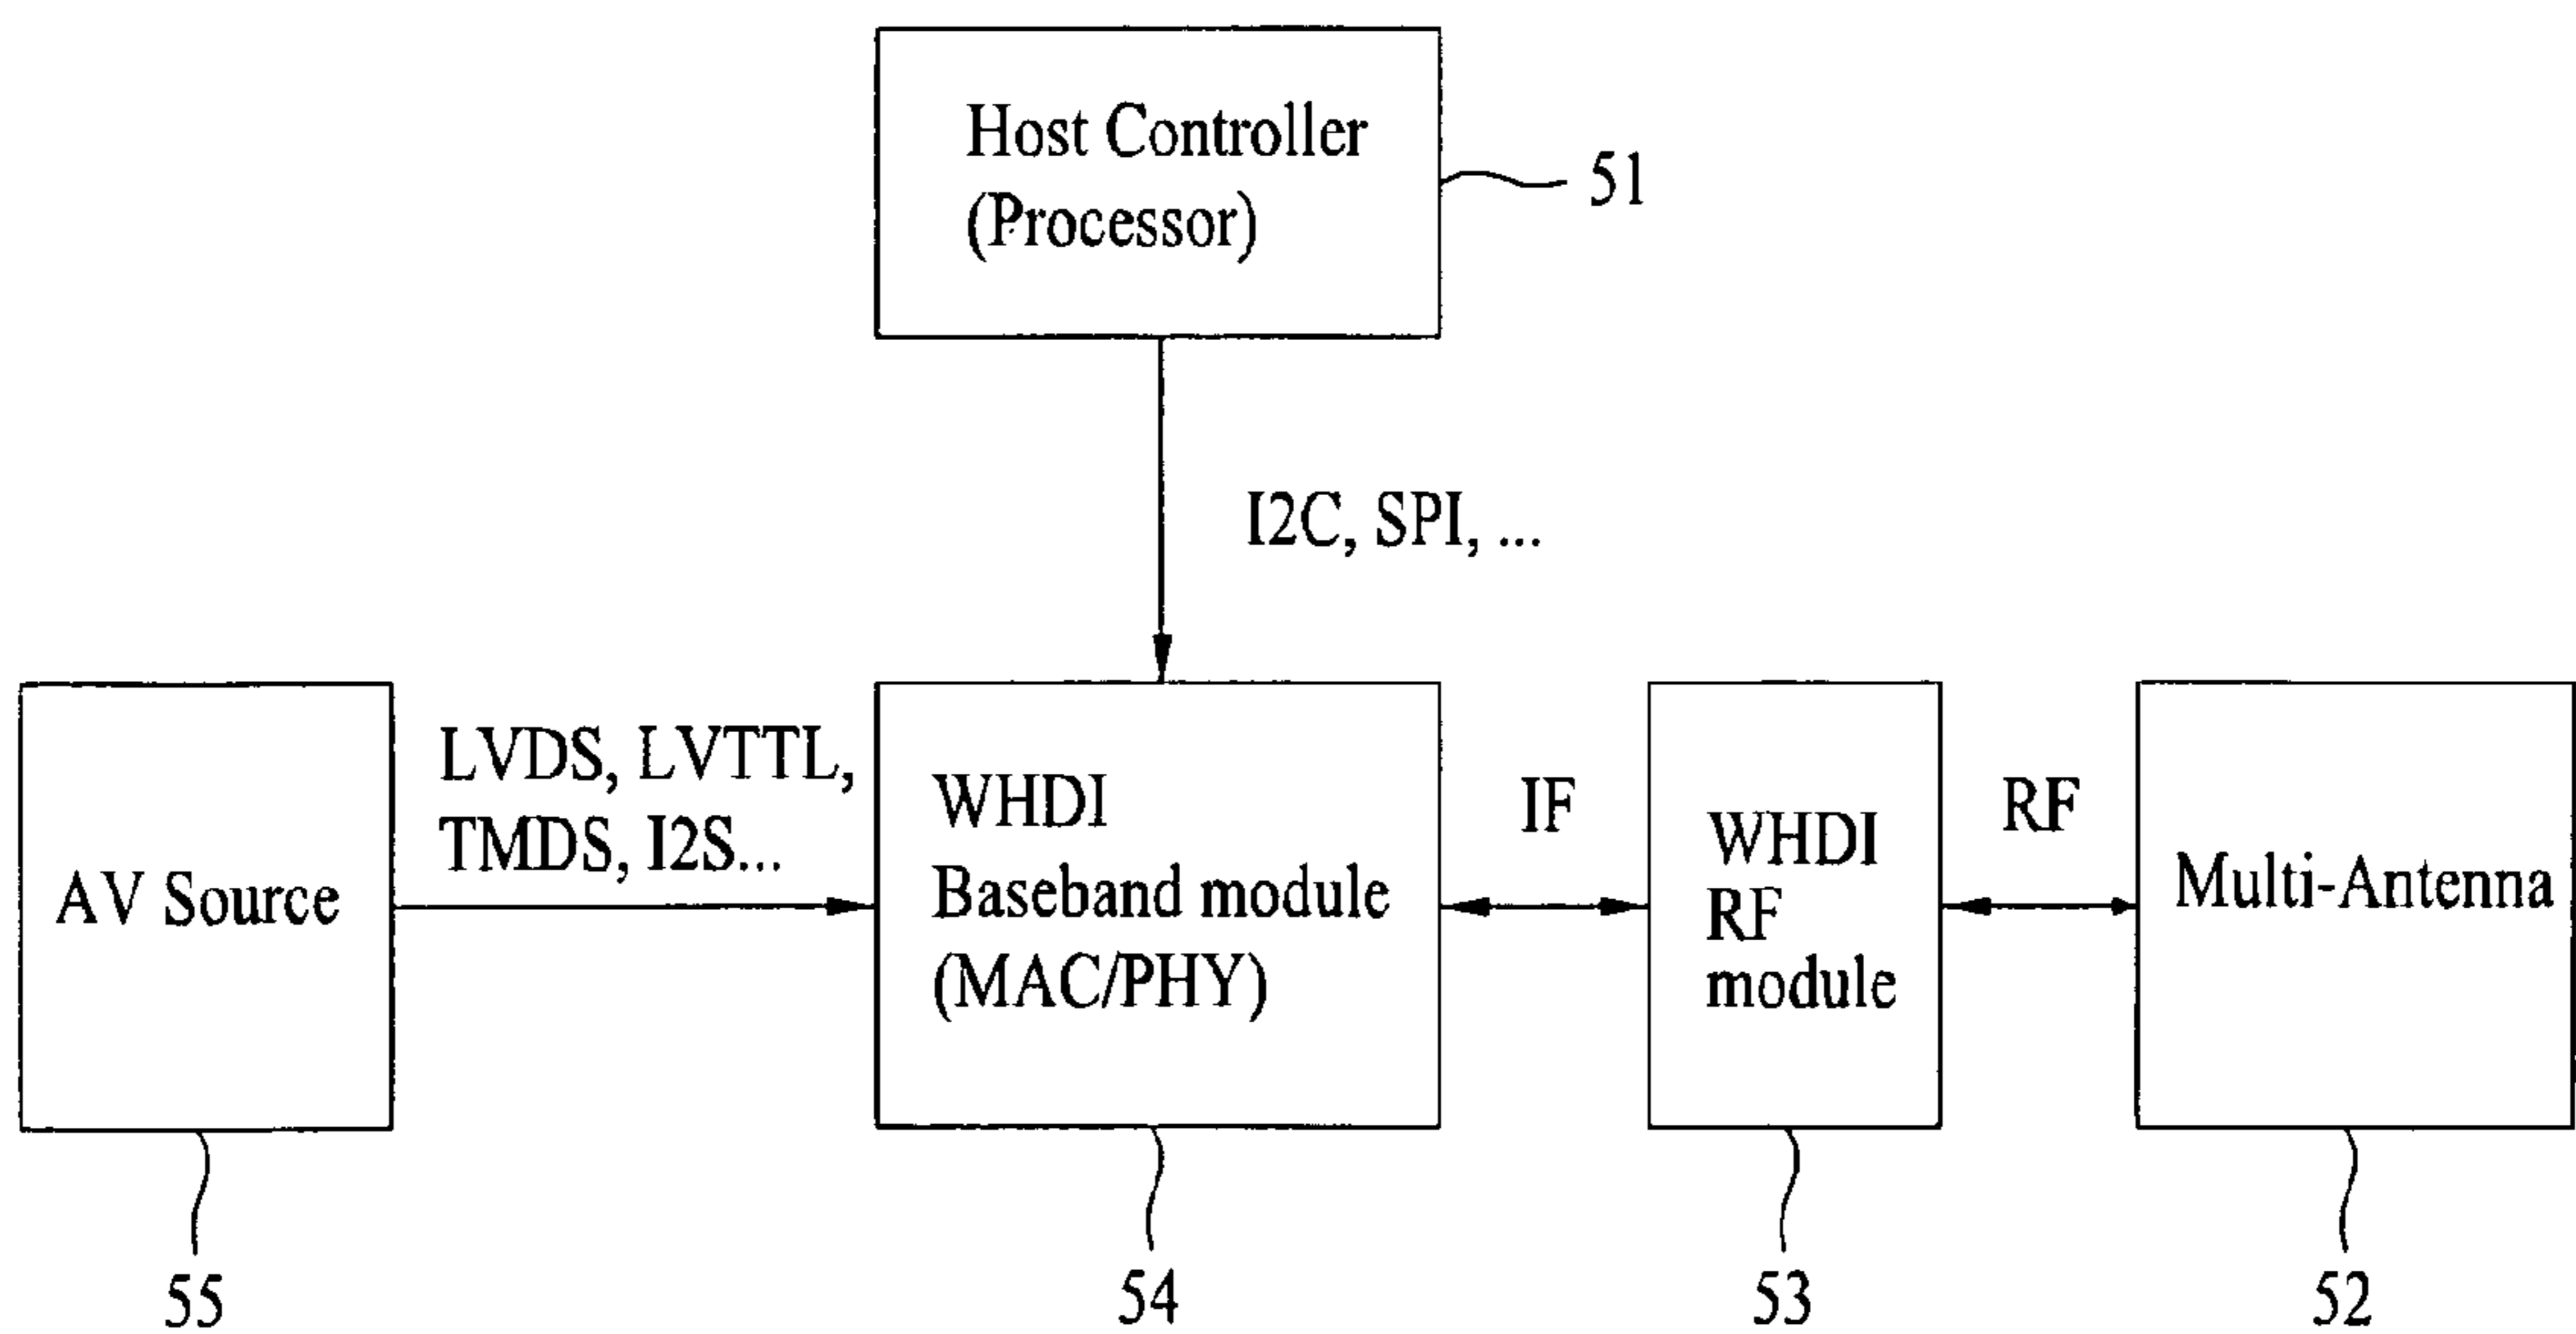 Host Controller
(Processor)
51
I2C, SPI, ...
AV Source
LVDS, LVTTL,
TMDS, I2S...
WHDI
Baseband module
(MAC/PHY)
IF
WHDI
RF
module
RF
Multi-Antenna
55
54
53
52